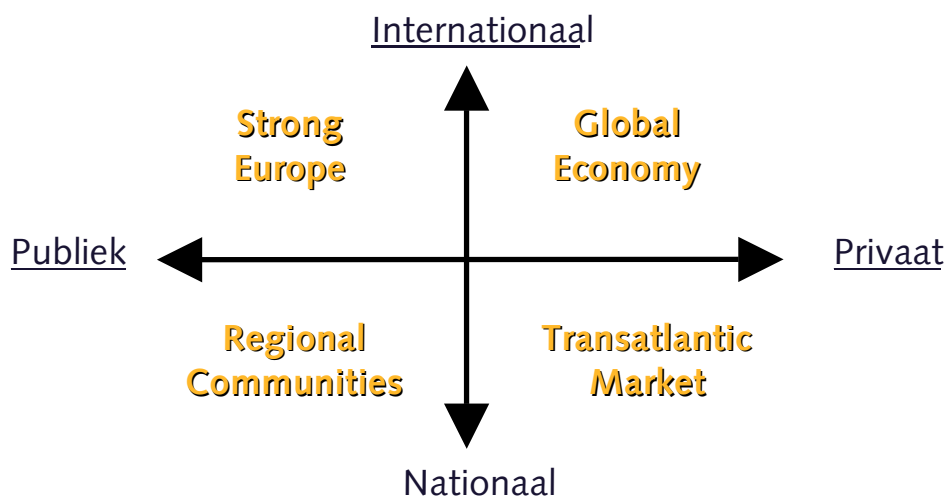 Internationaal
Strong
Europe
Global
Economy
Publiek
Privaat
Regional
Communities
Transatlantic
Market
Nationaal